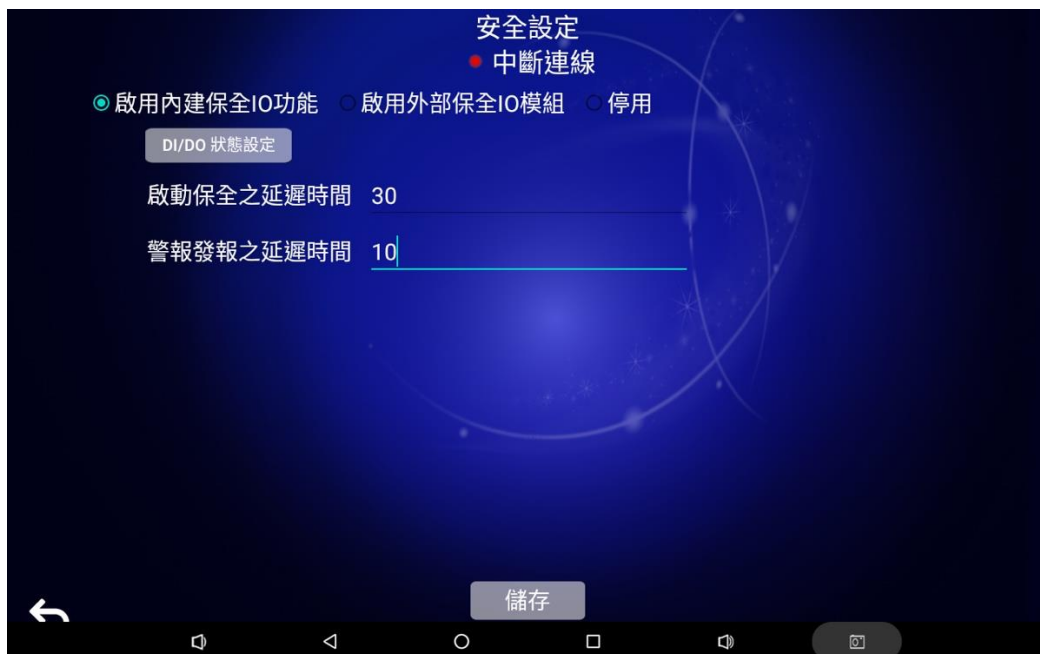 安全設定
中斷連線
啟用內建保全IO功能 啟用外部保全IO模組 停用
DI/DO 狀態設定
啟動保全之延遲時間 30
警報發報之延遲時間 10
儲存